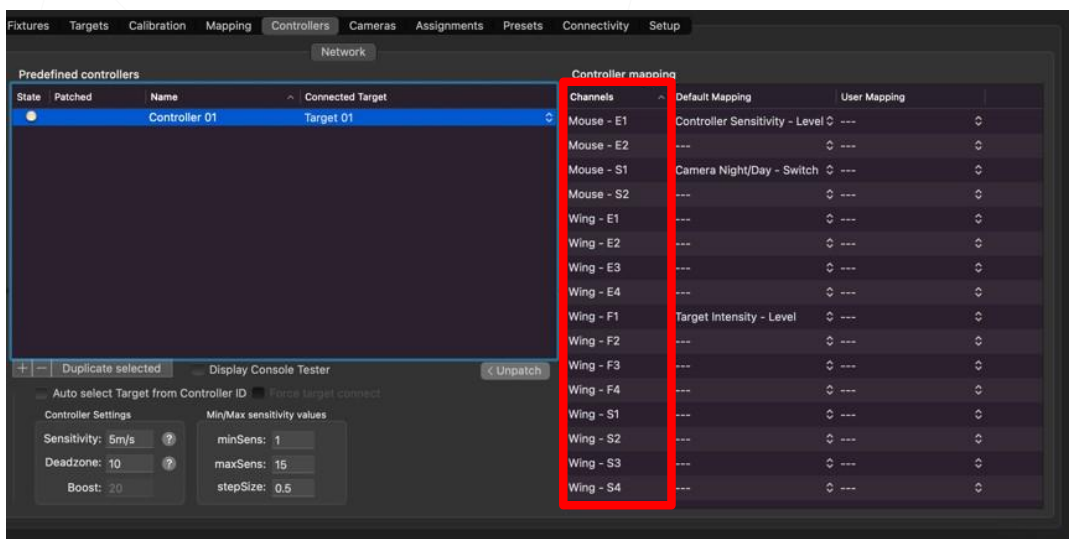 Fixtures Targets Calibration Mapping Controllers Cameras Assignments Presets Connectivity Setup
Network
Predefined controllers
State Patched Name Connected Target
Controller 01 Target 01
+ - Duplicate selected Display Console Tester < Unpatch
Auto select Target from Controller ID Force target connect
Controller Settings
Sensitivity: 5m/s ?
Deadzone: 10 ?
Boost: 20
Min/Max sensitivity values
minSens: 1
maxSens: 15
stepSize: 0.5
Controller mapping
Channels Default Mapping User Mapping
Mouse - E1 Controller Sensitivity - Level ---
Mouse - E2 --- ---
Mouse - S1 Camera Night/Day - Switch ---
Mouse - S2 --- ---
Wing - E1 --- ---
Wing - E2 --- ---
Wing - E3 --- ---
Wing - E4 --- ---
Wing - F1 Target Intensity - Level ---
Wing - F2 --- ---
Wing - F3 --- ---
Wing - F4 --- ---
Wing - S1 --- ---
Wing - S2 --- ---
Wing - S3 --- ---
Wing - S4 --- ---